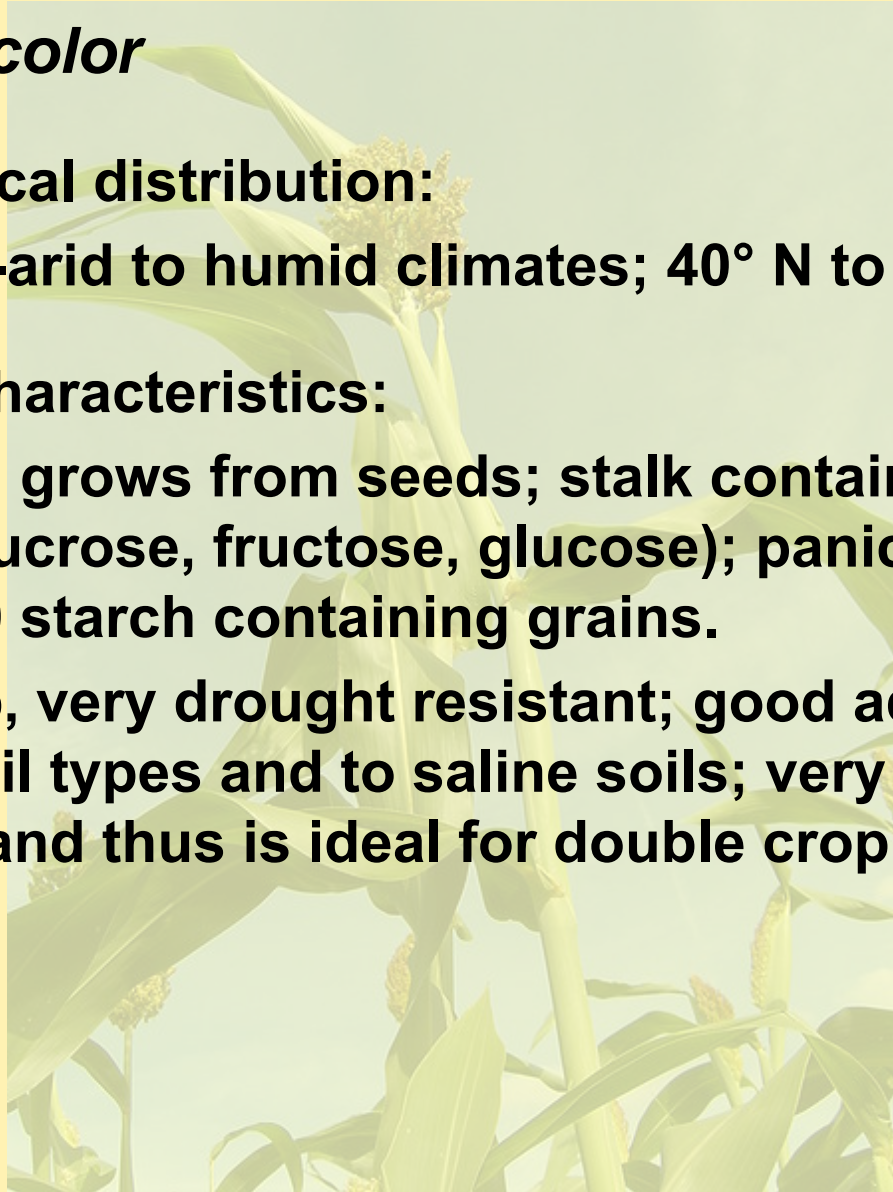 color
cal distribution:
-arid to humid climates; 40° N to
haracteristics:
grows from seeds; stalk contain
ucrose, fructose, glucose); panic
starch containing grains.
, very drought resistant; good ad
il types and to saline soils; very
and thus is ideal for double crop